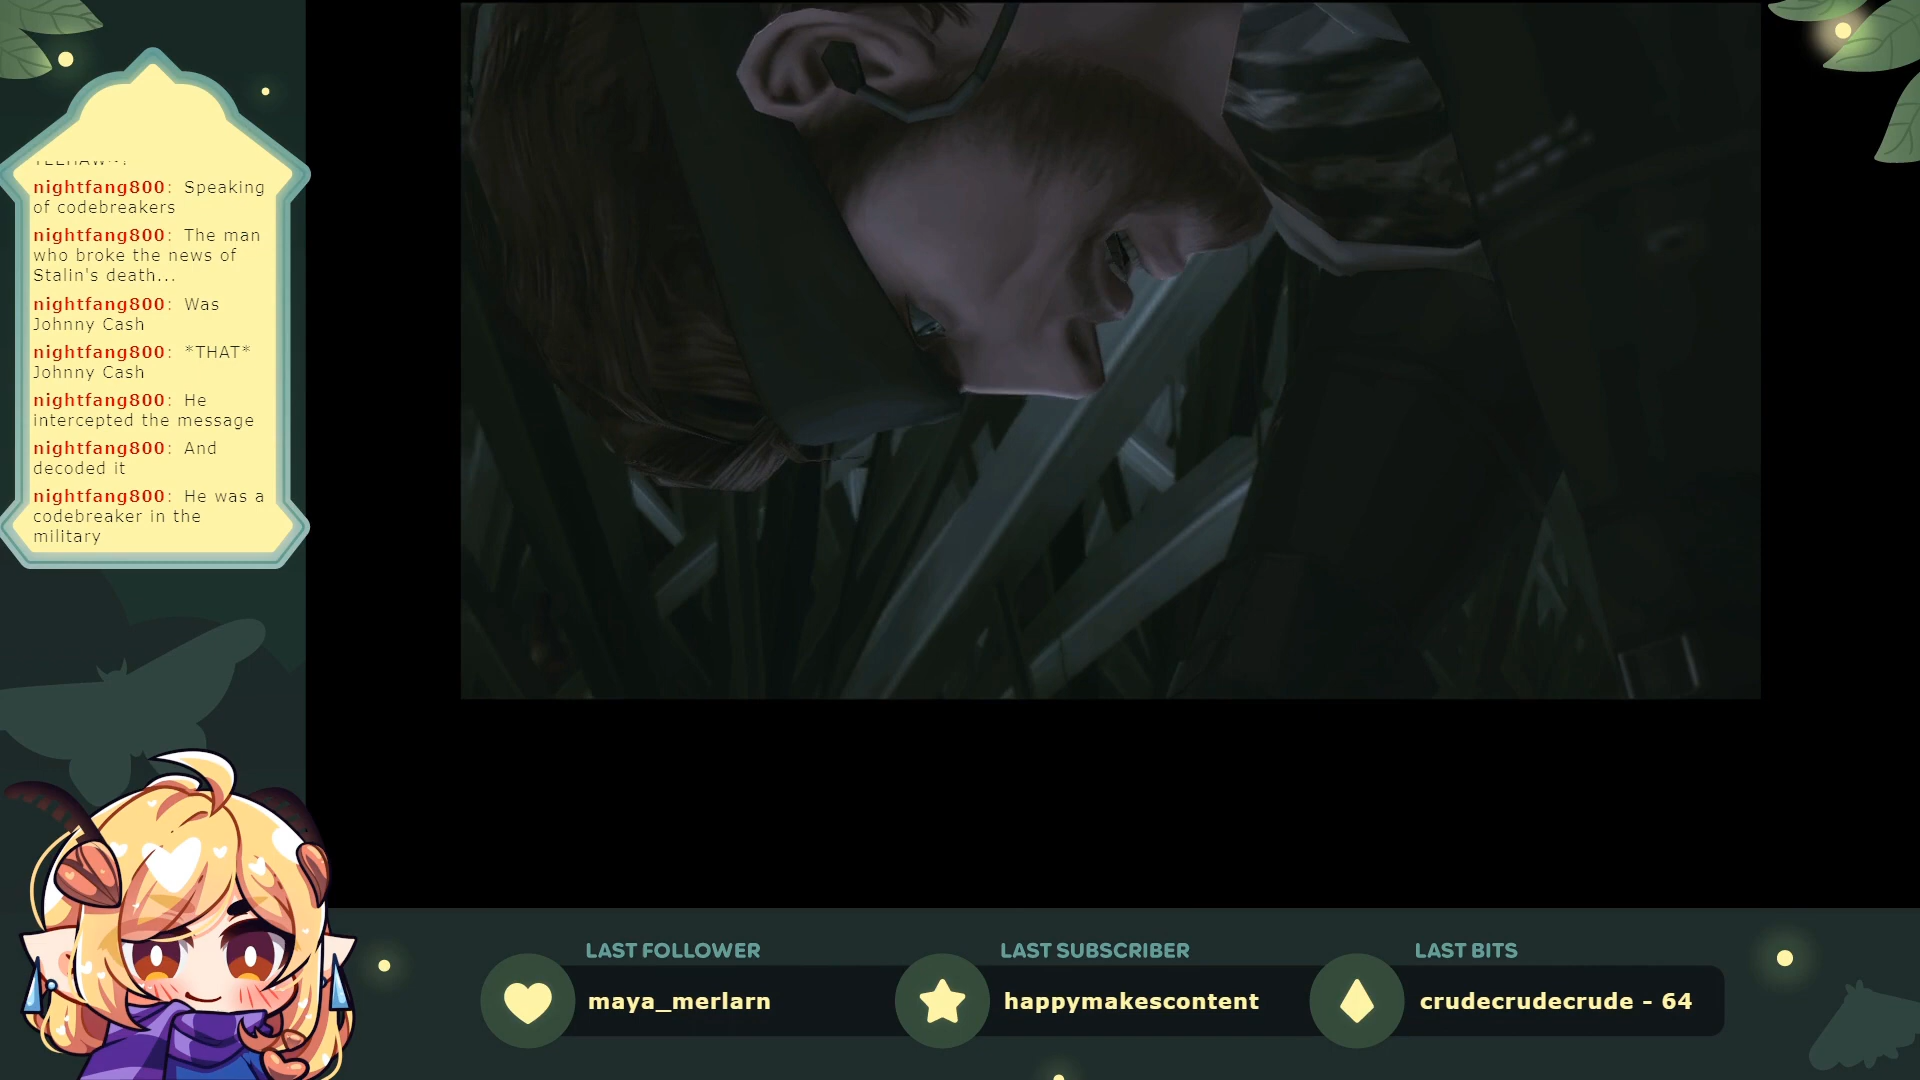 nightfang800: Speaking
of codebreakers
nightfang800: The man
who broke the news of
Stalin's death...
nightfang800: Was
Johnny Cash
nightfang800: *THAT*
Johnny Cash
nightfang800: He
intercepted the message
nightfang800: And
decoded it
nightfang800: He was a
codebreaker in the
military
LAST FOLLOWER
maya_merlarn
LAST SUBSCRIBER
happymakescontent
LAST BITS
crudecrudecrude - 64